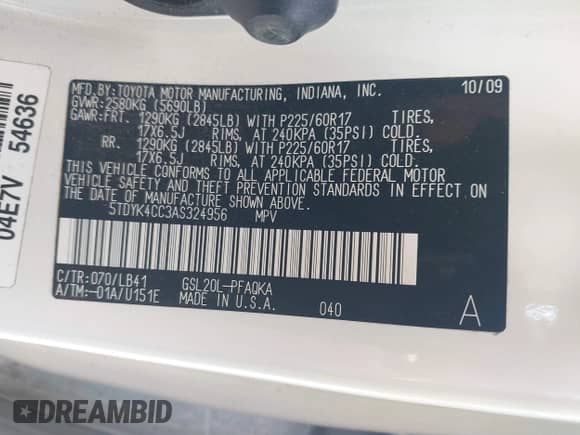 MFD.BY:TOYOTA MOTOR MANUFACTURING, INDIANA, INC. 10/09
GVWR:2580KG (5690LB)
GAWR:FRT. 1290KG (2845LB) WITH P225/60R17 TIRES,
17X6.5J RIMS, AT 240KPA (35PSI) COLD.
RR. 1290KG (2845LB) WITH P225/60R17 TIRES,
17X6.5J RIMS, AT 240KPA (35PSI) COLD.
THIS VEHICLE CONFORMS TO ALL APPLICABLE FEDERAL MOTOR
VEHICLE SAFETY AND THEFT PREVENTION STANDARDS IN EFFECT
ON THE DATE OF MANUFACTURE SHOWN ABOVE.
5TDYK4CC3AS324956 MPV
C/TR:070/LB41 GSL20L-PFAQKA
A/TM:-01A/U151E MADE IN U.S.A. 040
A
04E7V 54636
DREAMBID